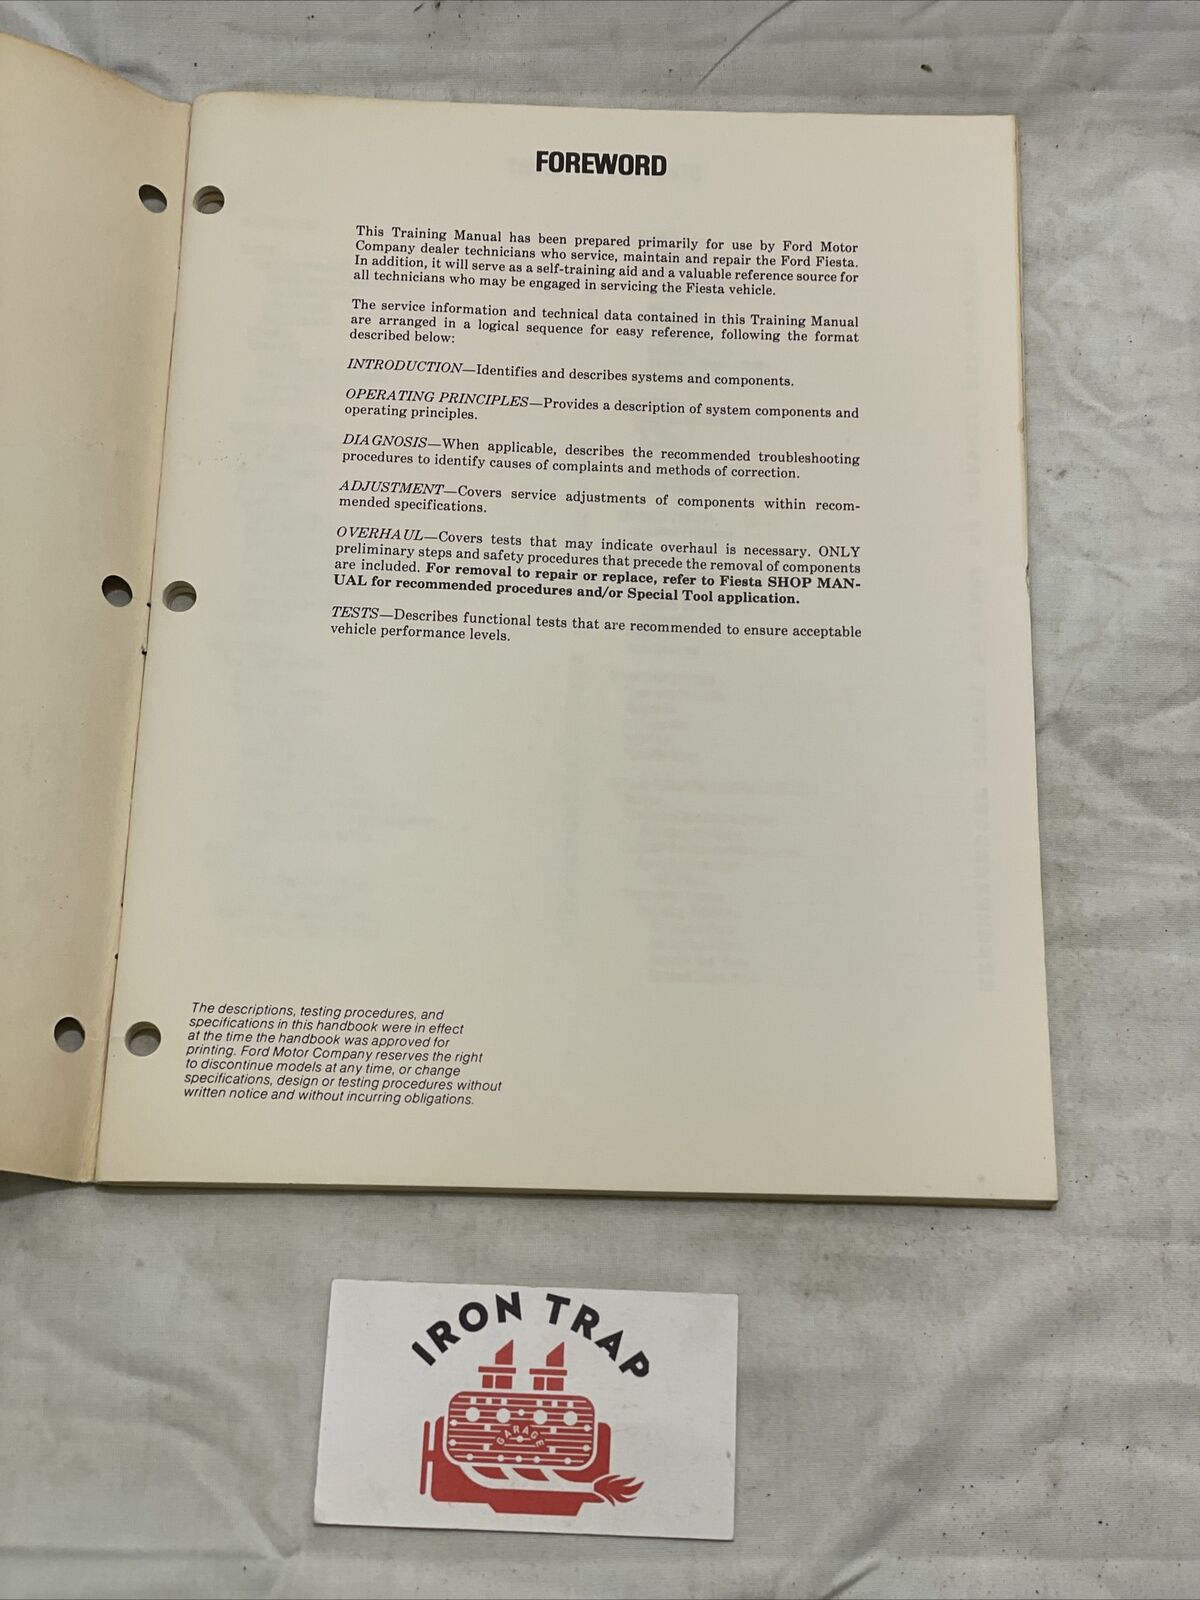 FOREWORD
This Training Manual has been prepared primarily for use by Ford Motor
Company dealer technicians who service, maintain and repair the Ford Fiesta.
In addition, it will serve as a self-training aid and a valuable reference source for
all technicians who may be engaged in servicing the Fiesta vehicle.
The service information and technical data contained in this Training Manual
are arranged in a logical sequence for easy reference, following the format
described below:
INTRODUCTION—Identifies and describes systems and components.
OPERATING PRINCIPLES—Provides a description of system components and
operating principles.
DIAGNOSIS—When applicable, describes the recommended troubleshooting
procedures to identify causes of complaints and methods of correction.
ADJUSTMENT—Covers service adjustments of components within recom-
mended specifications.
OVERHAUL—Covers tests that may indicate overhaul is necessary. ONLY
preliminary steps and safety procedures that precede the removal of components
are included. For removal to repair or replace, refer to Fiesta SHOP MAN-
UAL for recommended procedures and/or Special Tool application.
TESTS—Describes functional tests that are recommended to ensure acceptable
vehicle performance levels.
The descriptions, testing procedures, and
specifications in this handbook were in effect
at the time the handbook was approved for
printing. Ford Motor Company reserves the right
to discontinue models at any time, or change
specifications, design or testing procedures without
written notice and without incurring obligations.
IRON TRAP
GARAGE